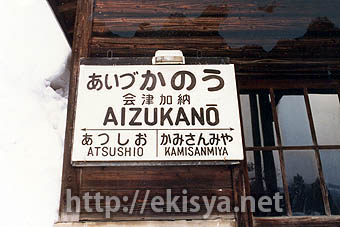 あいづかのう
会津加納
AIZUKANŌ
あつしお かみさんみや
ATSUSHIO KAMISANMIYA
http://ekisya.net